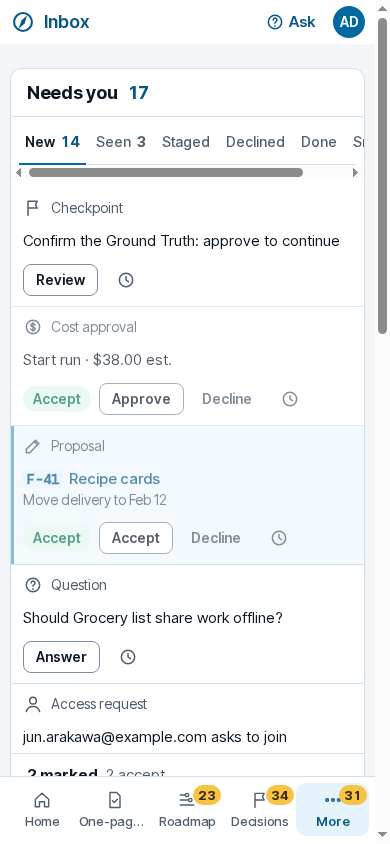 Inbox
Ask
AD
Needs you 17
New 14 Seen 3 Staged Declined Done
Checkpoint
Confirm the Ground Truth: approve to continue
Review
Cost approval
Start run · $38.00 est.
Accept Approve Decline
Proposal
F-41 Recipe cards
Move delivery to Feb 12
Accept Accept Decline
Question
Should Grocery list share work offline?
Answer
Access request
jun.arakawa@example.com asks to join
2 marked 2 accept
23 34 31
Home One-pag… Roadmap Decisions More